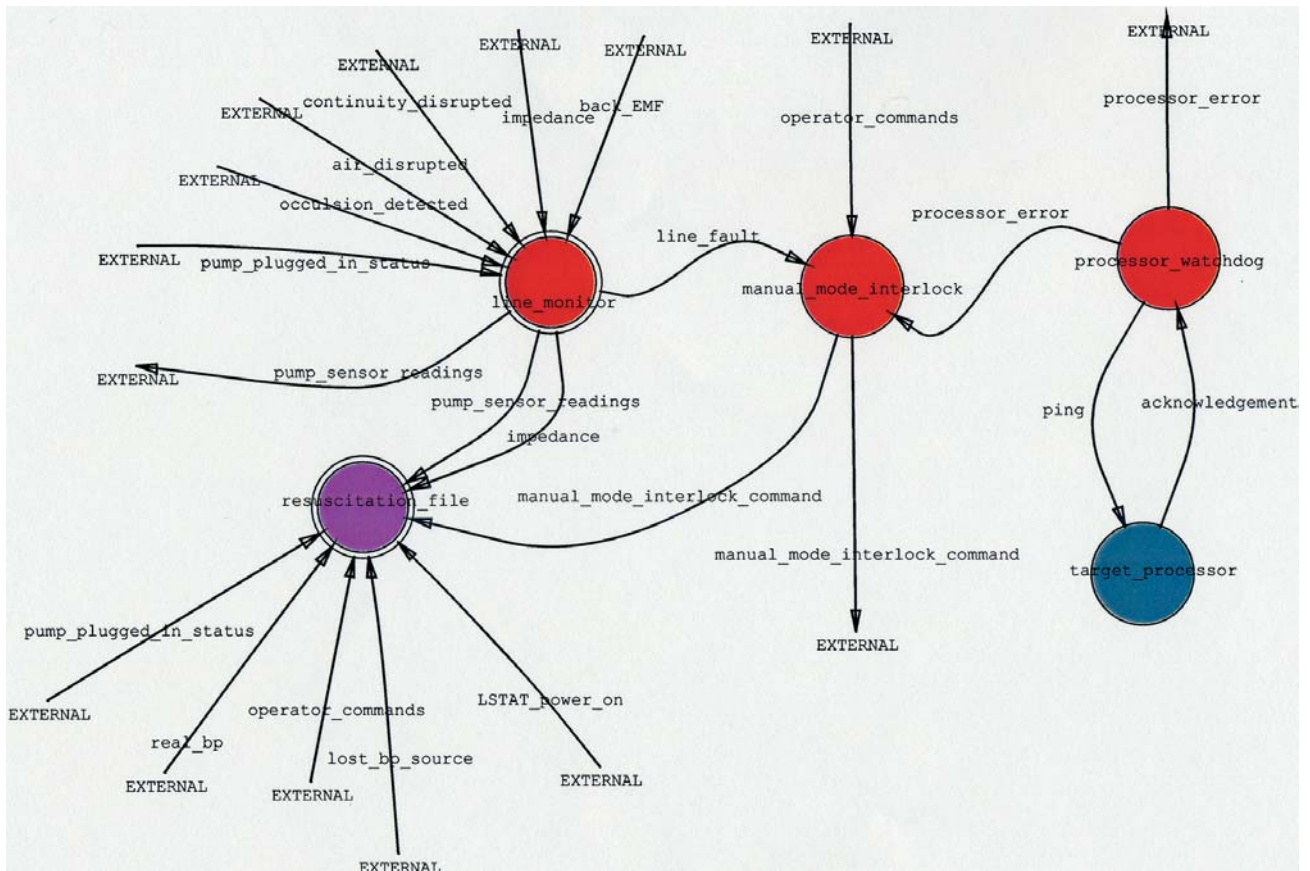 EXTERNAL
EXTERNAL
EXTERNAL
EXTERNAL
EXTERNAL
continuity_disrupted
impedance
back_EMF
processor_error
EXTERNAL
operator_commands
air_disrupted
EXTERNAL
occulsion_detected
processor_error
line_fault
EXTERNAL
pump_plugged_in_status
processor_watchdog
manual_mode_interlock
line_monitor
pump_sensor_readings
EXTERNAL
pump_sensor_readings
ping
acknowledgement
impedance
resuscitation_file
manual_mode_interlock_command
manual_mode_interlock_command
target_processor
pump_plugged_in_status
EXTERNAL
LSTAT_power_on
EXTERNAL
operator_commands
real_bp
lost_bp_source
EXTERNAL
EXTERNAL
EXTERNAL
EXTERNAL